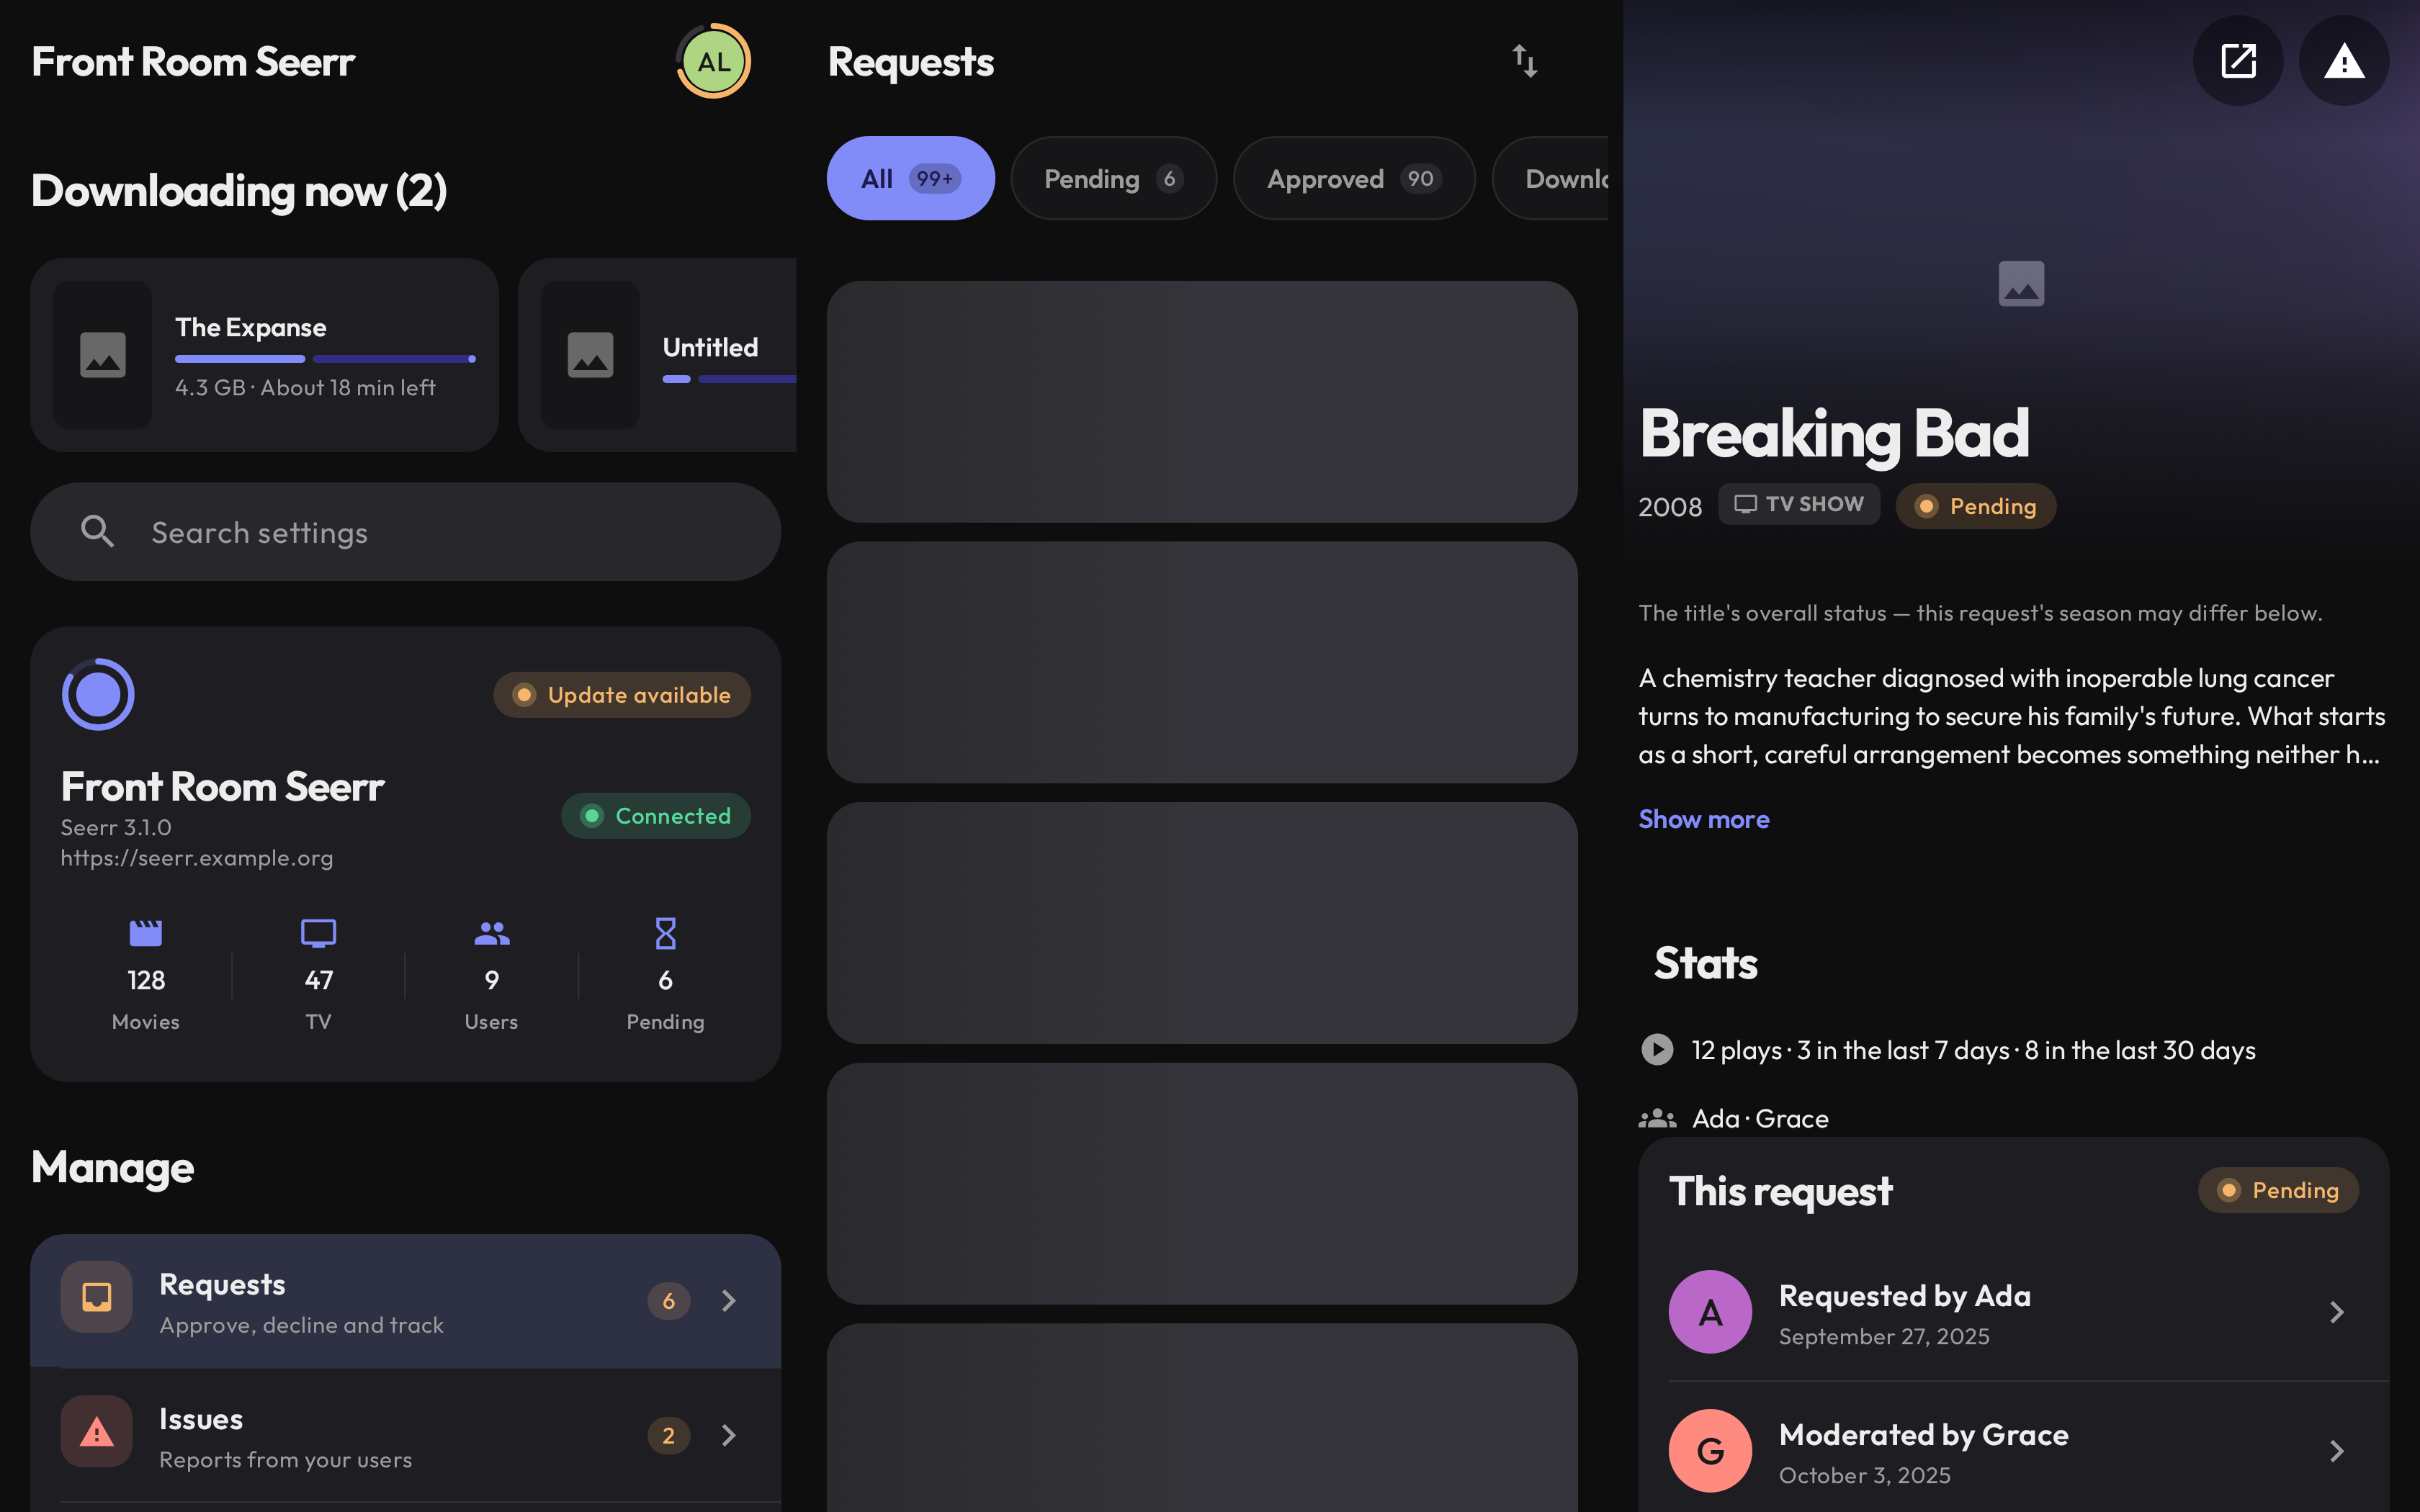 Front Room Seerr
AL
Downloading now (2)
The Expanse
4.3 GB · About 18 min left
Untitled
Search settings
Update available
Front Room Seerr
Seerr 3.1.0
https://seerr.example.org
Connected
128
Movies
47
TV
9
Users
6
Pending
Manage
Requests
Approve, decline and track
6
Issues
Reports from your users
2
Requests
All 99+
Pending 6
Approved 90
Downlo
Breaking Bad
2008
TV SHOW
Pending
The title's overall status — this request's season may differ below.
A chemistry teacher diagnosed with inoperable lung cancer
turns to manufacturing to secure his family's future. What starts
as a short, careful arrangement becomes something neither h...
Show more
Stats
12 plays · 3 in the last 7 days · 8 in the last 30 days
Ada · Grace
This request
Pending
A
Requested by Ada
September 27, 2025
G
Moderated by Grace
October 3, 2025